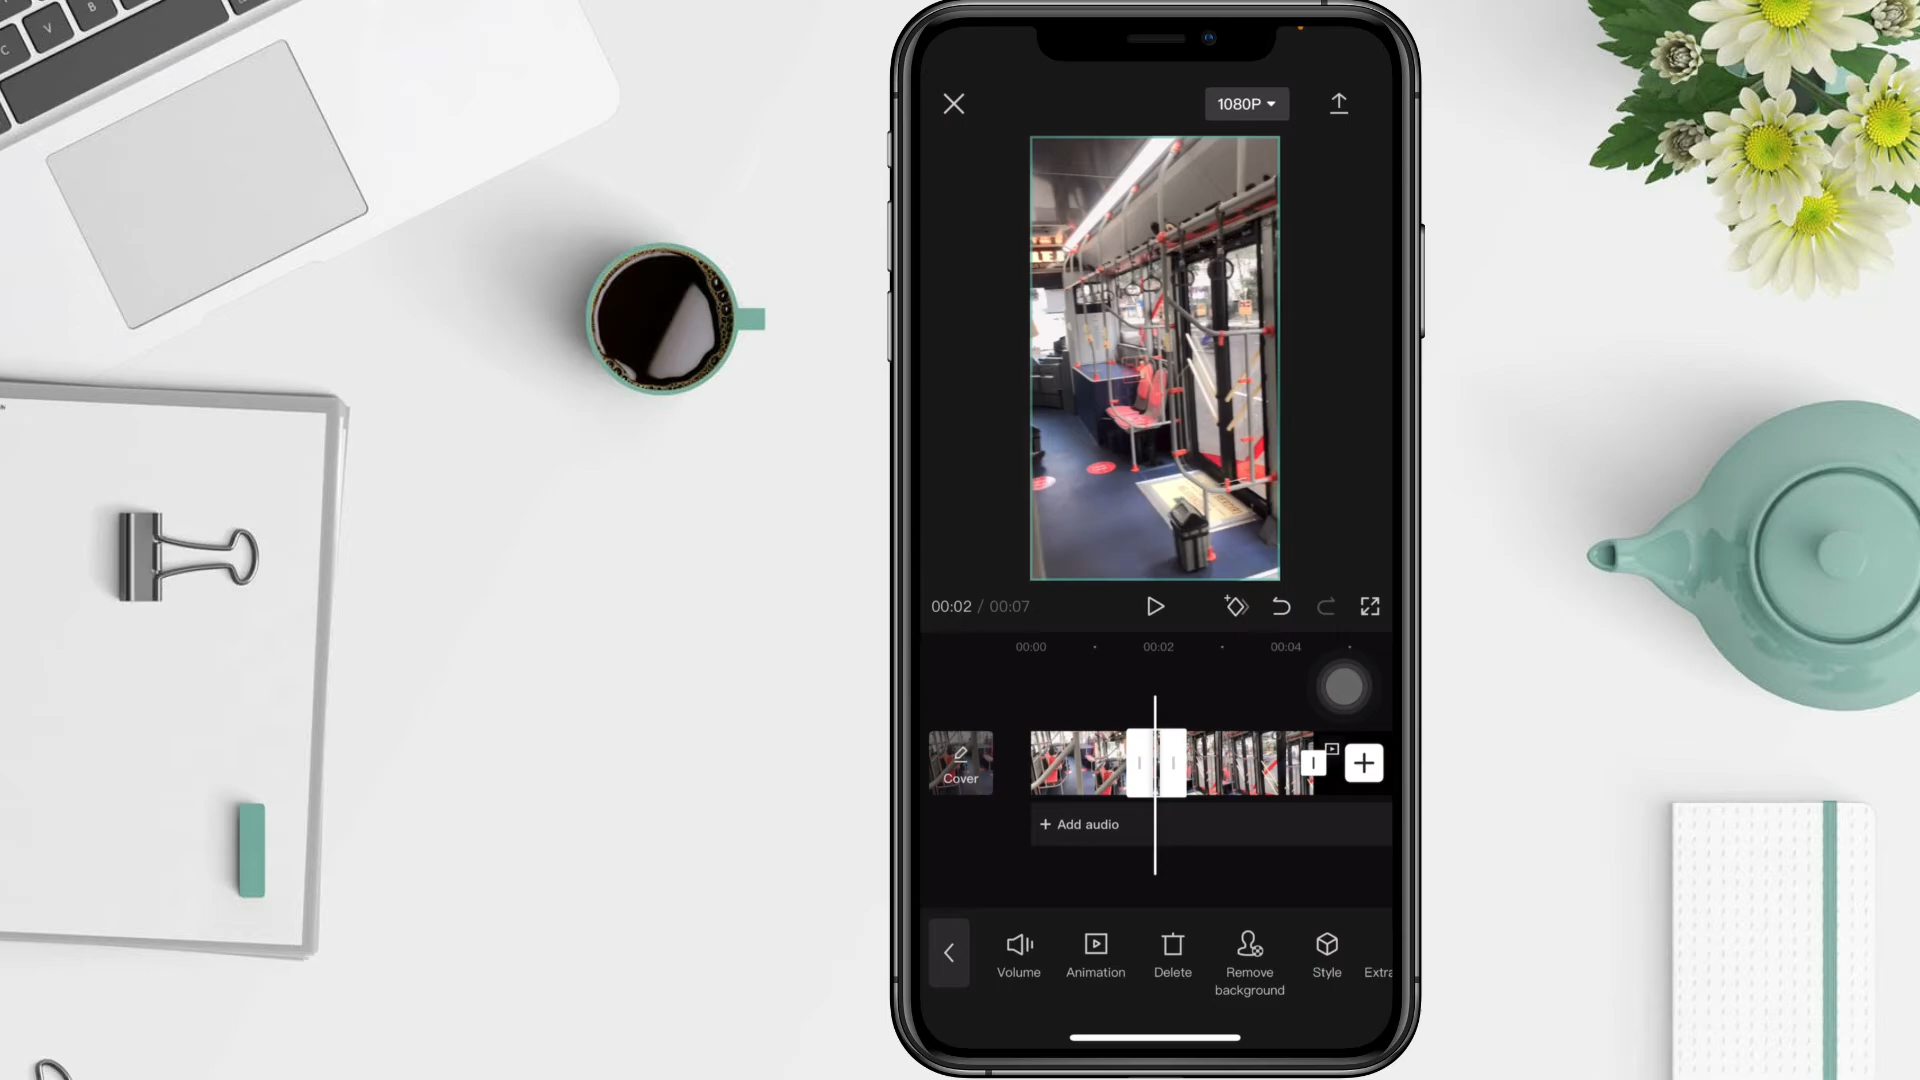 C
V
B
1080P
00:02 / 00:07
00:00
00:02
00:04
Cover
+ Add audio
Volume
Animation
Delete
Remove
background
Style
Extra